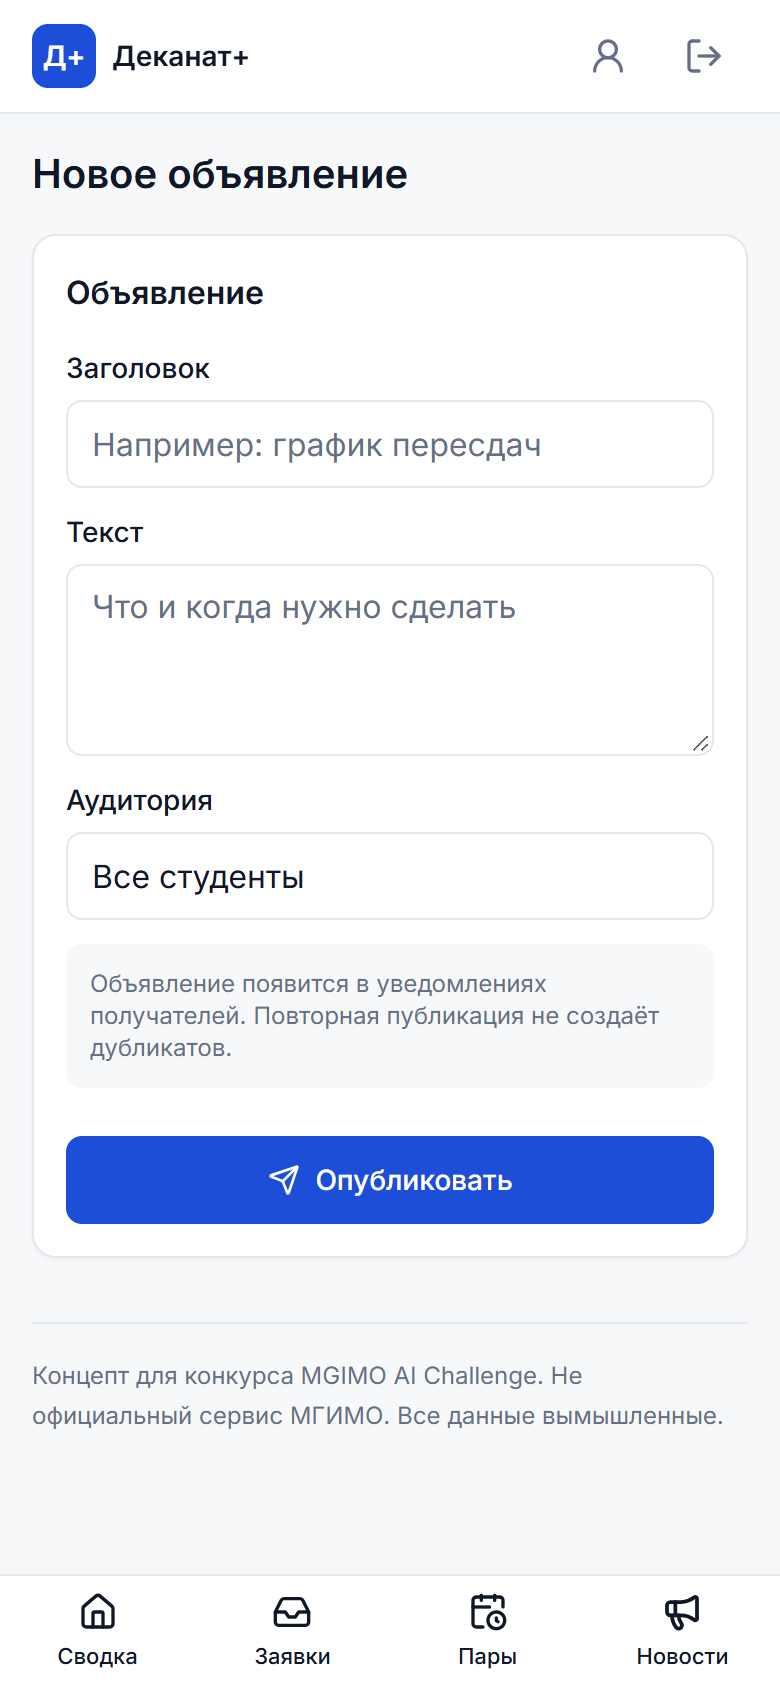 Д+ Деканат+
Новое объявление
Объявление
Заголовок
Например: график пересдач
Текст
Что и когда нужно сделать
Аудитория
Все студенты
Объявление появится в уведомлениях
получателей. Повторная публикация не создаёт
дубликатов.
Опубликовать
Концепт для конкурса MGIMO AI Challenge. Не
официальный сервис МГИМО. Все данные вымышленные.
Сводка Заявки Пары Новости